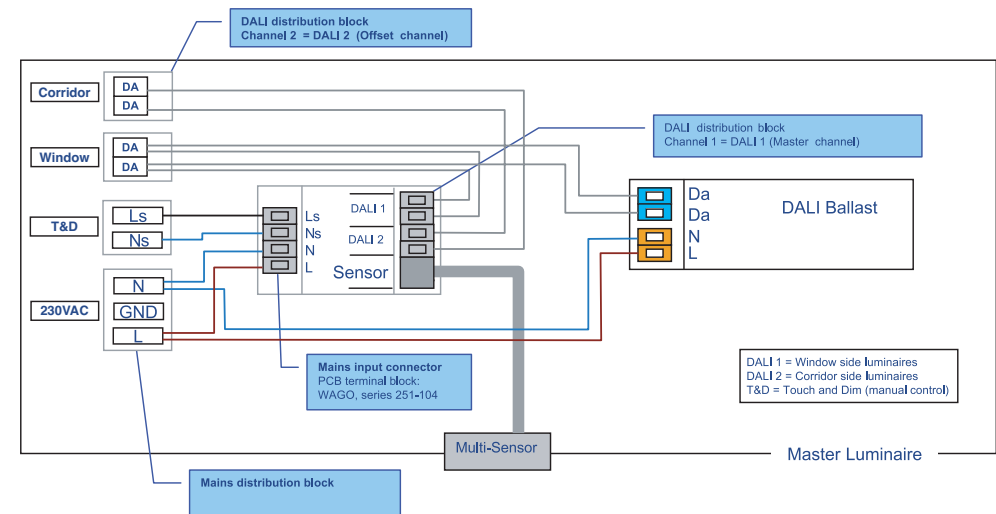 DALI distribution block
Channel 2 = DALI 2 (Offset channel)
Corridor
DA
DA
Window
DA
DA
DALI distribution block
Channel 1 = DALI 1 (Master channel)
T&D
Ls
Ns
230VAC
N
GND
L
Ls
Ns
N
L
DALI 1
DALI 2
Sensor
Da
Da
N
L
DALI Ballast
Mains input connector
PCB terminal block:
WAGO, series 251-104
DALI 1 = Window side luminaires
DALI 2 = Corridor side luminaires
T&D = Touch and Dim (manual control)
Multi-Sensor
Master Luminaire
Mains distribution block